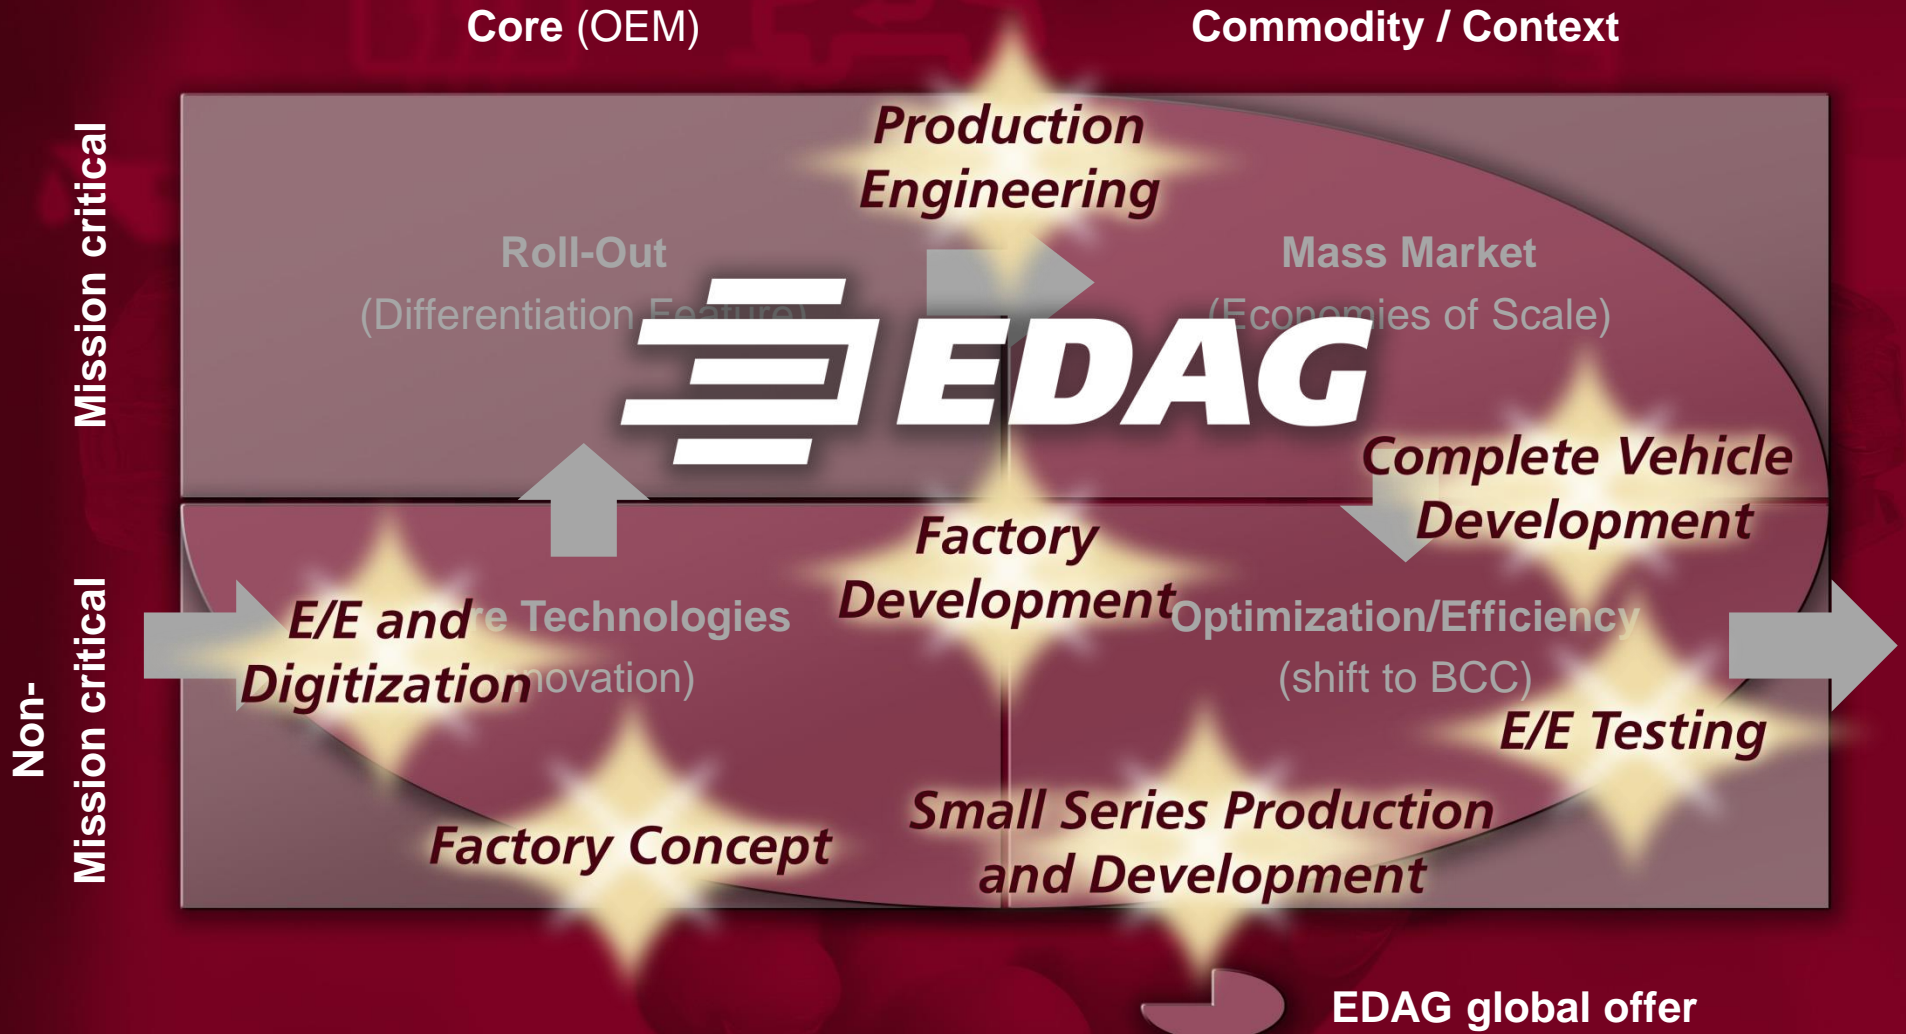 Core (OEM)
Commodity / Context
Mission critical
Production
Engineering
Roll-Out
(Differentiation Feature)
Mass Market
(Economies of Scale)
EDAG
Complete Vehicle
Development
Factory
Development
Non-
Mission critical
E/E and
Digitization
Technologies
Optimization/Efficiency
(shift to BCC)
E/E Testing
Factory Concept
Small Series Production
and Development
EDAG global offer